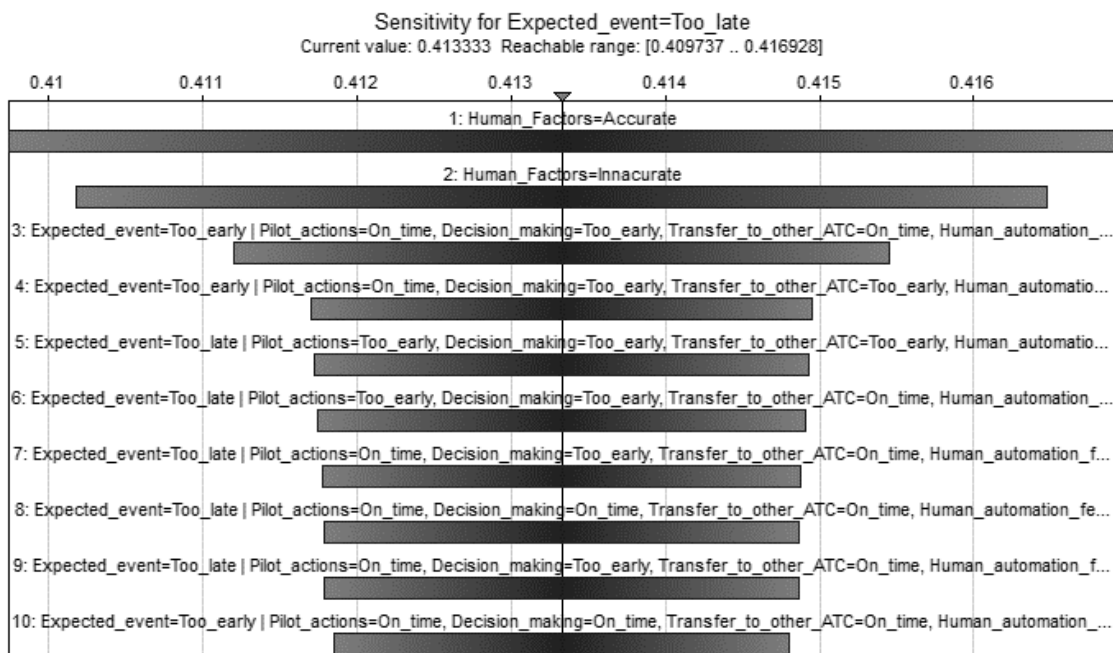 Sensitivity for Expected_event=Too_late
Current value: 0.413333 Reachable range: [0.409737 .. 0.416928]
0.41 0.411 0.412 0.413 0.414 0.415 0.416
1: Human_Factors=Accurate
2: Human_Factors=Innacurate
3: Expected_event=Too_early | Pilot_actions=On_time, Decision_making=Too_early, Transfer_to_other_ATC=On_time, Human_automation_...
4: Expected_event=Too_early | Pilot_actions=On_time, Decision_making=Too_early, Transfer_to_other_ATC=Too_early, Human_automatio...
5: Expected_event=Too_late | Pilot_actions=Too_early, Decision_making=Too_early, Transfer_to_other_ATC=Too_early, Human_automatio...
6: Expected_event=Too_late | Pilot_actions=Too_early, Decision_making=Too_early, Transfer_to_other_ATC=On_time, Human_automation_...
7: Expected_event=Too_late | Pilot_actions=On_time, Decision_making=Too_early, Transfer_to_other_ATC=On_time, Human_automation_f...
8: Expected_event=Too_late | Pilot_actions=On_time, Decision_making=On_time, Transfer_to_other_ATC=On_time, Human_automation_fe...
9: Expected_event=Too_late | Pilot_actions=On_time, Decision_making=Too_early, Transfer_to_other_ATC=On_time, Human_automation_f...
10: Expected_event=Too_early | Pilot_actions=On_time, Decision_making=On_time, Transfer_to_other_ATC=On_time, Human_automation_...